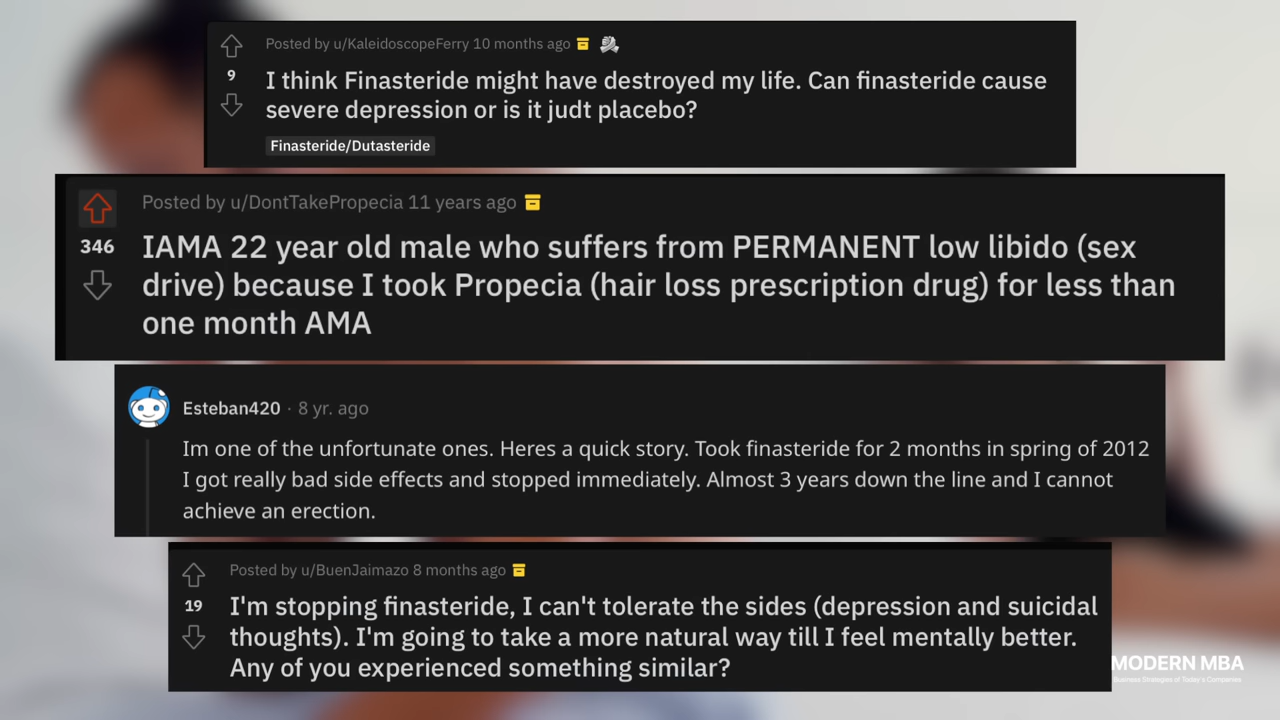 Posted by u/KaleidoscopeFerry 10 months ago
9
I think Finasteride might have destroyed my life. Can finasteride cause
severe depression or is it judt placebo?
Finasteride/Dutasteride
Posted by u/DontTakePropecia 11 years ago
346
IAMA 22 year old male who suffers from PERMANENT low libido (sex
drive) because I took Propecia (hair loss prescription drug) for less than
one month AMA
Esteban420 · 8 yr. ago
Im one of the unfortunate ones. Heres a quick story. Took finasteride for 2 months in spring of 2012
I got really bad side effects and stopped immediately. Almost 3 years down the line and I cannot
achieve an erection.
Posted by u/BuenJaimazo 8 months ago
19
I'm stopping finasteride, I can't tolerate the sides (depression and suicidal
thoughts). I'm going to take a more natural way till I feel mentally better.
Any of you experienced something similar?
MODERN MBA
Business Strategies of Today's Companies